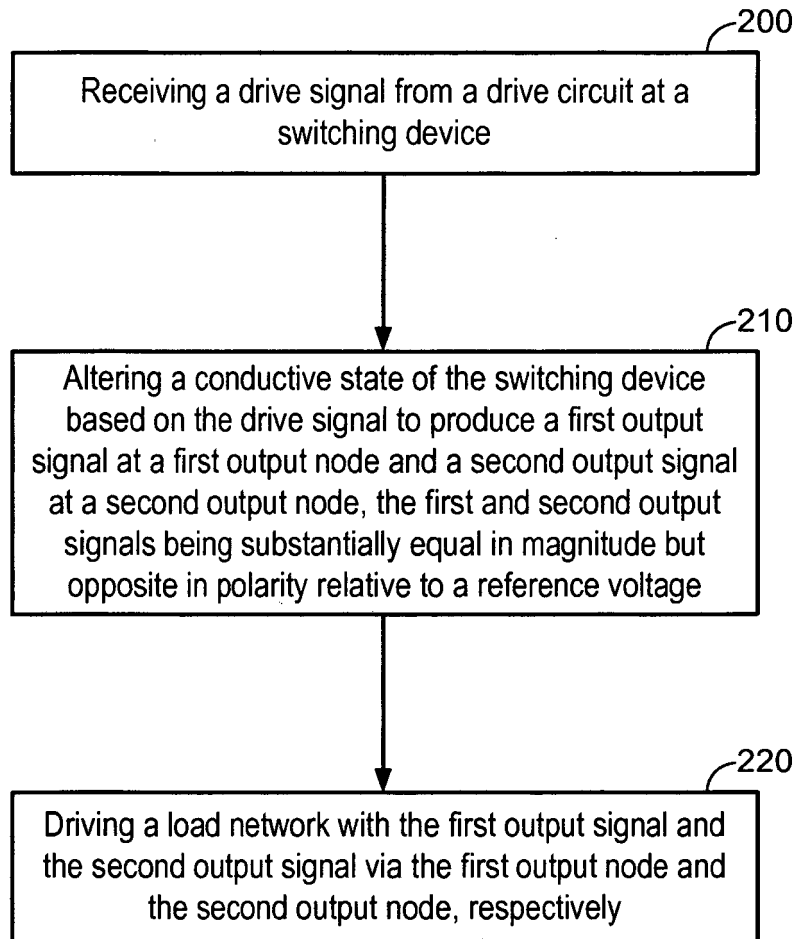 200
Receiving a drive signal from a drive circuit at a
switching device
210
Altering a conductive state of the switching device
based on the drive signal to produce a first output
signal at a first output node and a second output signal
at a second output node, the first and second output
signals being substantially equal in magnitude but
opposite in polarity relative to a reference voltage
220
Driving a load network with the first output signal and
the second output signal via the first output node and
the second output node, respectively